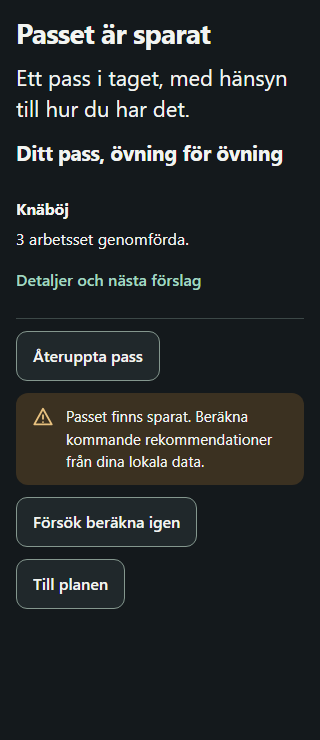 Passet är sparat
Ett pass i taget, med hänsyn
till hur du har det.
Ditt pass, övning för övning
Knäböj
3 arbetsset genomförda.
Detaljer och nästa förslag
Återuppta pass
Passet finns sparat. Beräkna
kommande rekommendationer
från dina lokala data.
Försök beräkna igen
Till planen